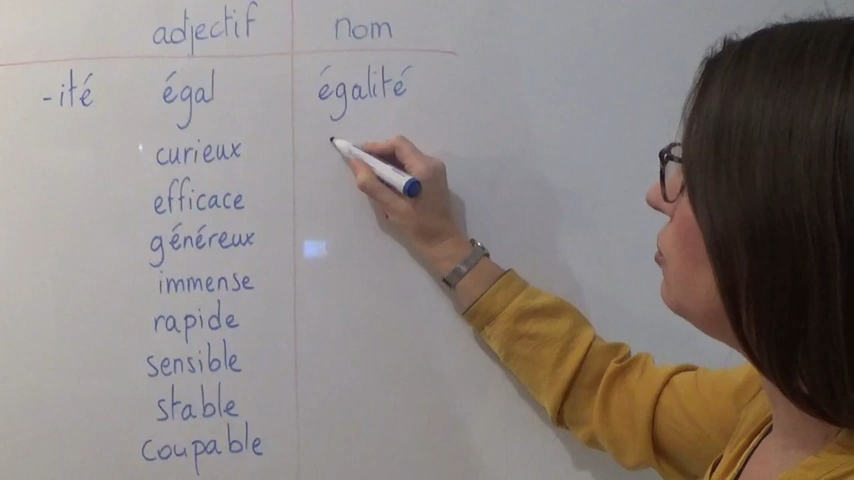 adjectif nom
-ité égal égalité
curieux
efficace
généreux
immense
rapide
sensible
stable
coupable